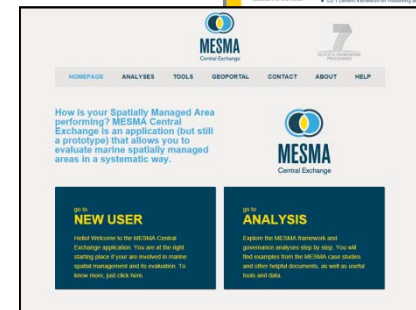 MESMA
Central Exchange
SEVENTH FRAMEWORK
PROGRAMME
HOMEPAGE ANALYSES TOOLS GEOPORTAL CONTACT ABOUT HELP
How is your Spatially Managed Area
performing? MESMA Central
Exchange is an application (but still
a prototype) that allows you to
evaluate marine spatially managed
areas in a systematic way.
MESMA
Central Exchange
go to
NEW USER
Hello! Welcome to the MESMA Central
Exchange application. You are at the right
starting place if your are involved in marine
spatial management and its evaluation. To
know more, just click here.
go to
ANALYSIS
Explore the MESMA framework and
governance analyses step by step. You will
find examples from the MESMA case studies
and other helpful documents, as well as useful
tools and data.